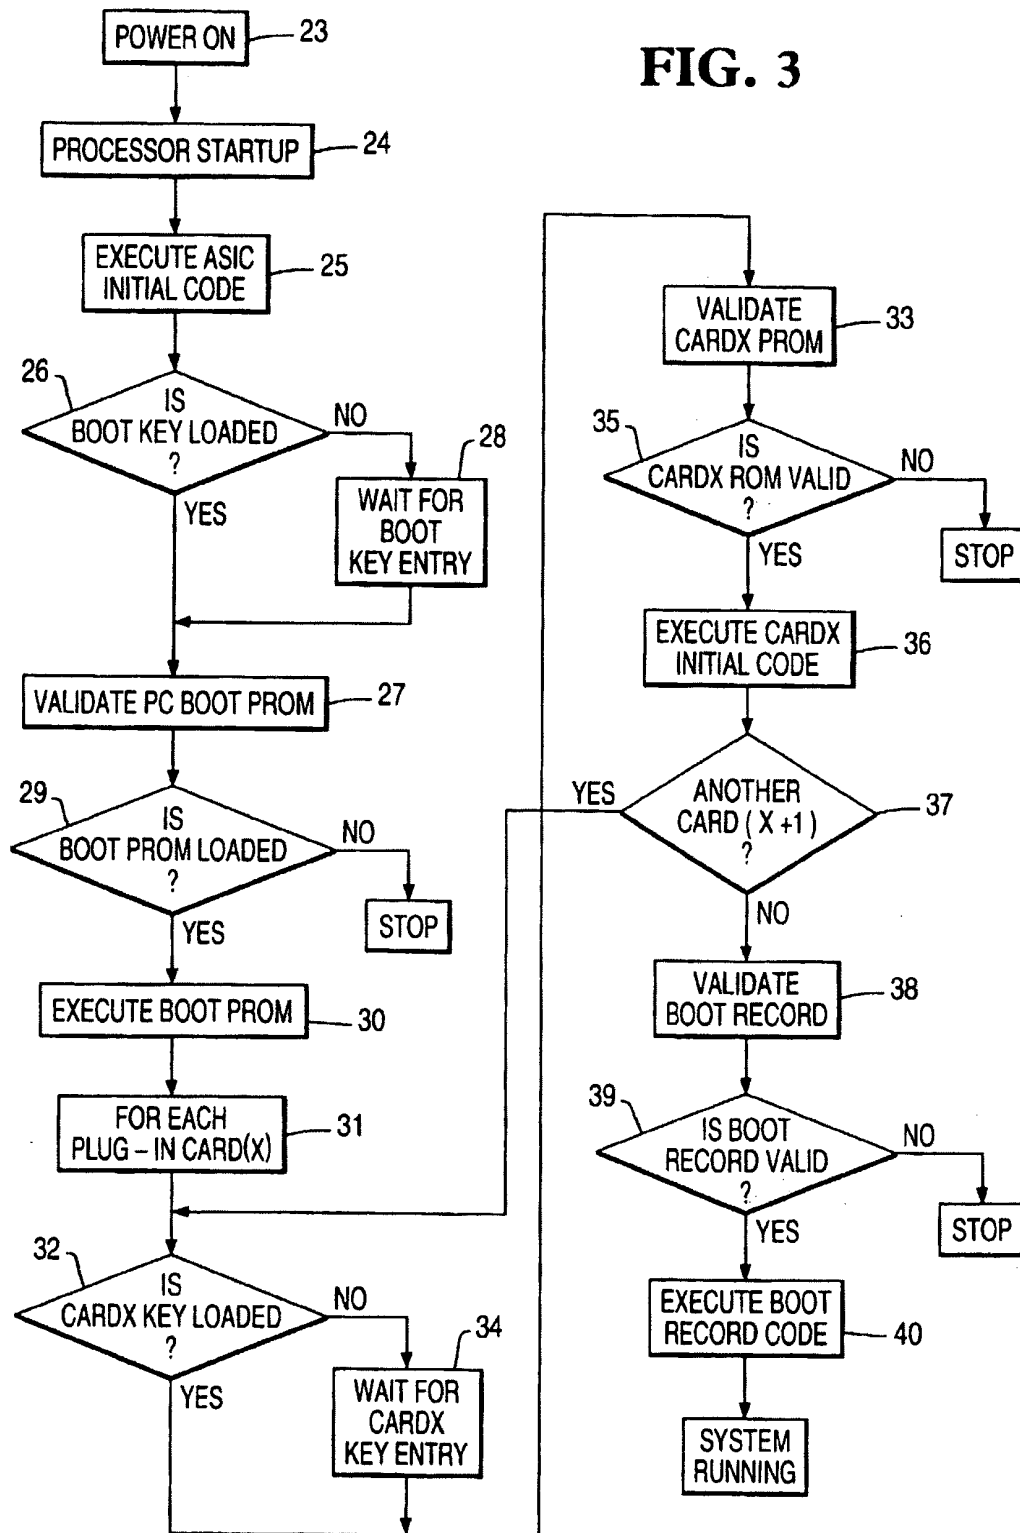 FIG. 3
POWER ON
23
PROCESSOR STARTUP
24
EXECUTE ASIC
INITIAL CODE
25
26
IS
BOOT KEY LOADED
?
NO
YES
28
WAIT FOR
BOOT
KEY ENTRY
VALIDATE PC BOOT PROM
27
29
IS
BOOT PROM LOADED
?
NO
YES
STOP
EXECUTE BOOT PROM
30
FOR EACH
PLUG-IN CARD(X)
31
32
IS
CARDX KEY LOADED
?
NO
YES
34
WAIT FOR
CARDX
KEY ENTRY
VALIDATE
CARDX PROM
33
35
IS
CARDX ROM VALID
?
NO
YES
STOP
EXECUTE CARDX
INITIAL CODE
36
YES
ANOTHER
CARD ( X +1 )
?
37
NO
VALIDATE
BOOT RECORD
38
39
IS BOOT
RECORD VALID
?
NO
YES
STOP
EXECUTE BOOT
RECORD CODE
40
SYSTEM
RUNNING